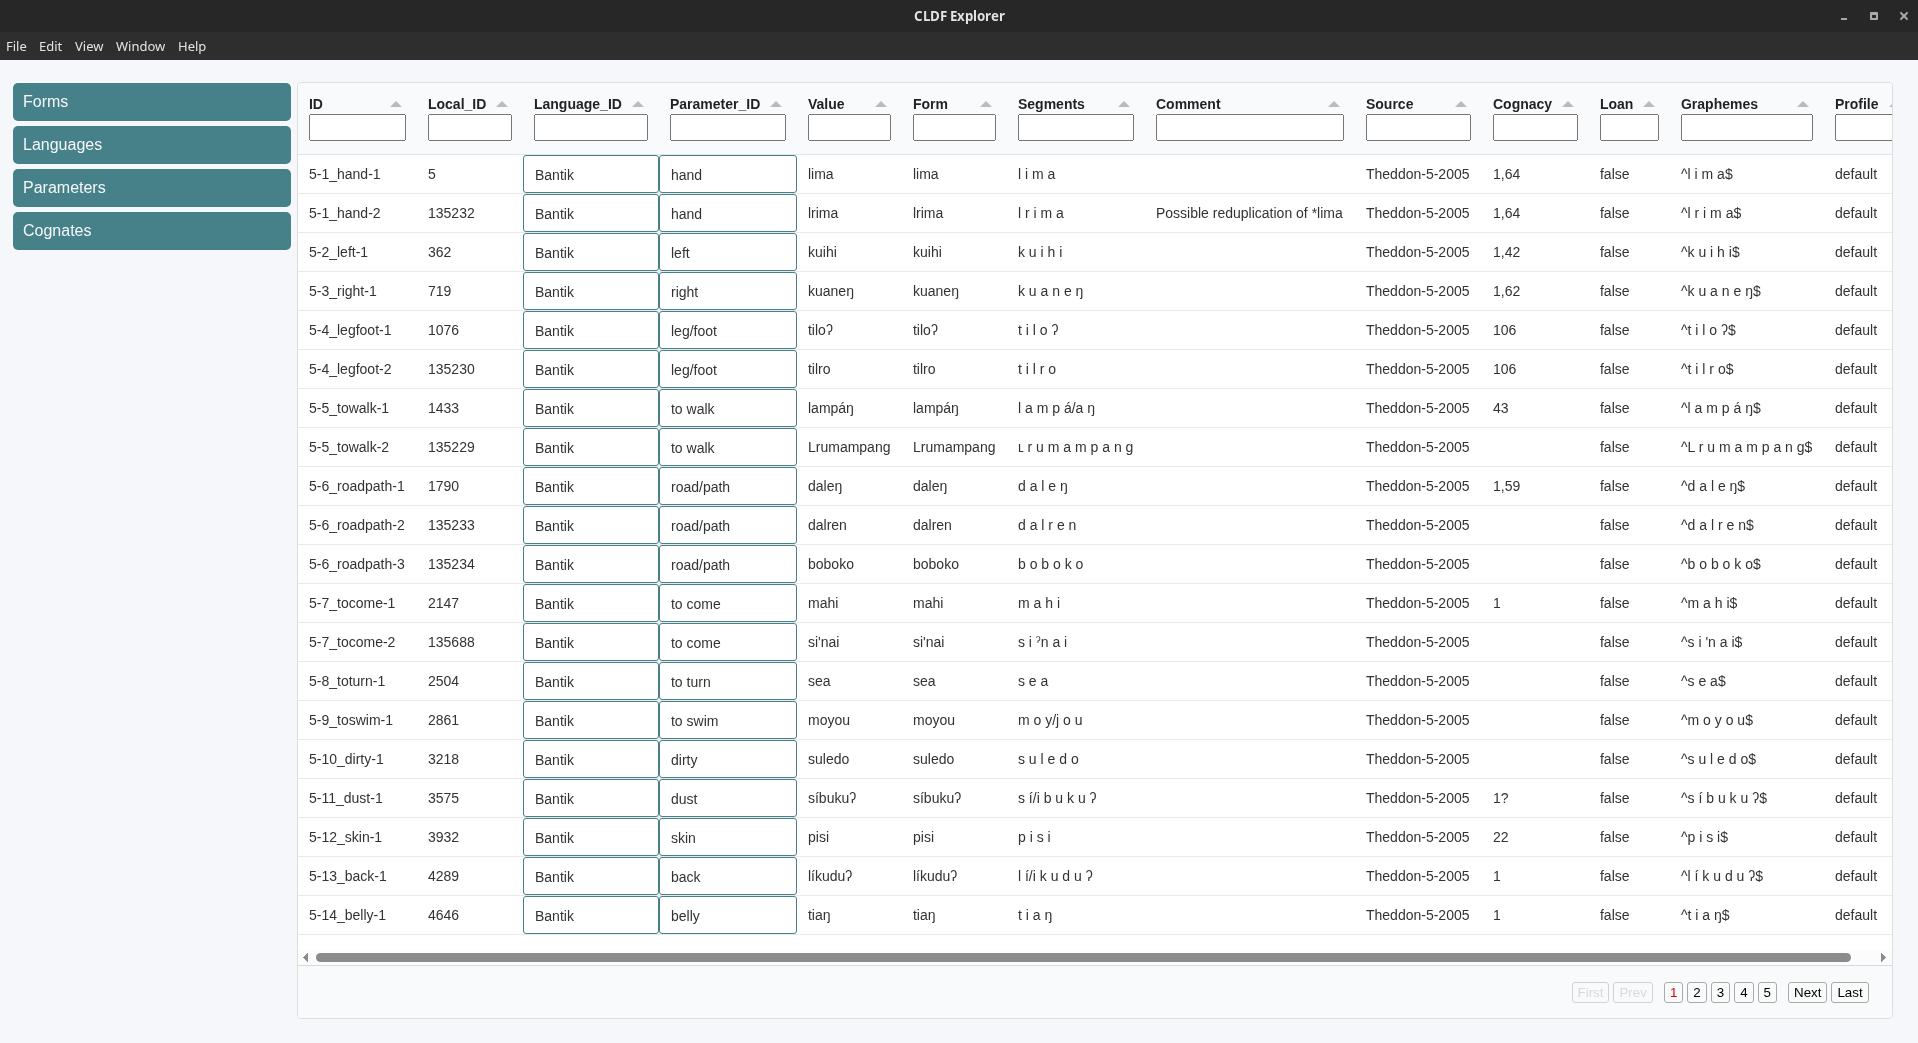 CLDF Explorer
File Edit View Window Help
Forms
Languages
Parameters
Cognates
ID Local_ID Language_ID Parameter_ID Value Form Segments Comment Source Cognacy Loan Graphemes Profile
5-1_hand-1 5 Bantik hand lima lima l i m a Theddon-5-2005 1,64 false ^l i m a$ default
5-1_hand-2 135232 Bantik hand lrima lrima l r i m a Possible reduplication of *lima Theddon-5-2005 1,64 false ^l r i m a$ default
5-2_left-1 362 Bantik left kuihi kuihi k u i h i Theddon-5-2005 1,42 false ^k u i h i$ default
5-3_right-1 719 Bantik right kuaneŋ kuaneŋ k u a n e ŋ Theddon-5-2005 1,62 false ^k u a n e ŋ$ default
5-4_legfoot-1 1076 Bantik leg/foot tiloʔ tiloʔ t i l o ʔ Theddon-5-2005 106 false ^t i l o ʔ$ default
5-4_legfoot-2 135230 Bantik leg/foot tilro tilro t i l r o Theddon-5-2005 106 false ^t i l r o$ default
5-5_towalk-1 1433 Bantik to walk lampáŋ lampáŋ l a m p á/a ŋ Theddon-5-2005 43 false ^l a m p á ŋ$ default
5-5_towalk-2 135229 Bantik to walk Lrumampang Lrumampang ʟ r u m a m p a n g Theddon-5-2005 false ^L r u m a m p a n g$ default
5-6_roadpath-1 1790 Bantik road/path daleŋ daleŋ d a l e ŋ Theddon-5-2005 1,59 false ^d a l e ŋ$ default
5-6_roadpath-2 135233 Bantik road/path dalren dalren d a l r e n Theddon-5-2005 false ^d a l r e n$ default
5-6_roadpath-3 135234 Bantik road/path boboko boboko b o b o k o Theddon-5-2005 false ^b o b o k o$ default
5-7_tocome-1 2147 Bantik to come mahi mahi m a h i Theddon-5-2005 1 false ^m a h i$ default
5-7_tocome-2 135688 Bantik to come si'nai si'nai s i ˀn a i Theddon-5-2005 false ^s i 'n a i$ default
5-8_toturn-1 2504 Bantik to turn sea sea s e a Theddon-5-2005 false ^s e a$ default
5-9_toswim-1 2861 Bantik to swim moyou moyou m o y/j o u Theddon-5-2005 false ^m o y o u$ default
5-10_dirty-1 3218 Bantik dirty suledo suledo s u l e d o Theddon-5-2005 false ^s u l e d o$ default
5-11_dust-1 3575 Bantik dust síbukuʔ síbukuʔ s í/i b u k u ʔ Theddon-5-2005 1? false ^s í b u k u ʔ$ default
5-12_skin-1 3932 Bantik skin pisi pisi p i s i Theddon-5-2005 22 false ^p i s i$ default
5-13_back-1 4289 Bantik back líkuduʔ líkuduʔ l í/i k u d u ʔ Theddon-5-2005 1 false ^l í k u d u ʔ$ default
5-14_belly-1 4646 Bantik belly tiaŋ tiaŋ t i a ŋ Theddon-5-2005 1 false ^t i a ŋ$ default
First Prev 1 2 3 4 5 Next Last